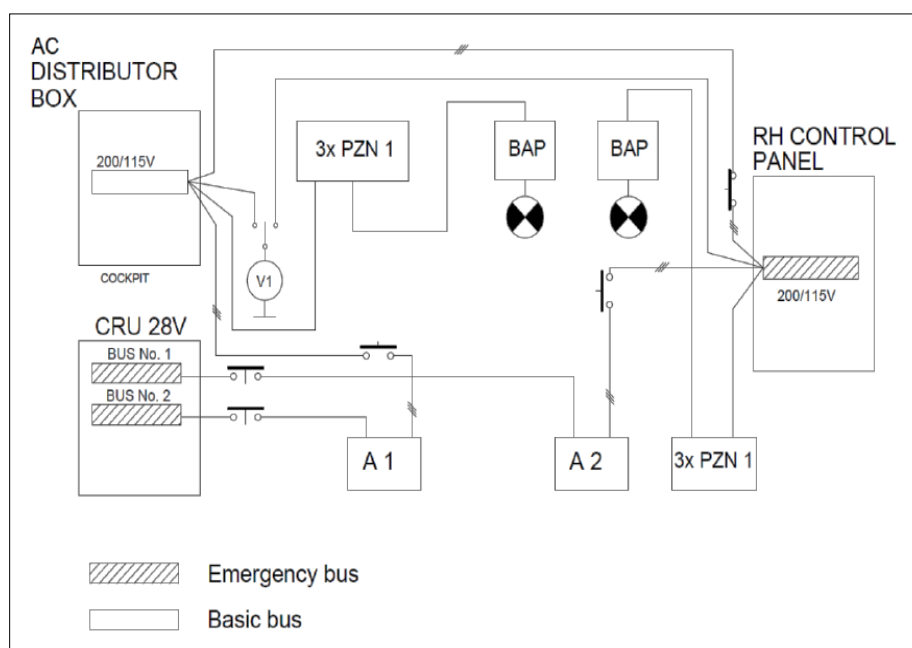 AC
DISTRIBUTOR
BOX
200/115V
COCKPIT
3x PZN 1
BAP
BAP
RH CONTROL
PANEL
200/115V
V1
CRU 28V
BUS No. 1
BUS No. 2
A 1
A 2
3x PZN 1
Emergency bus
Basic bus